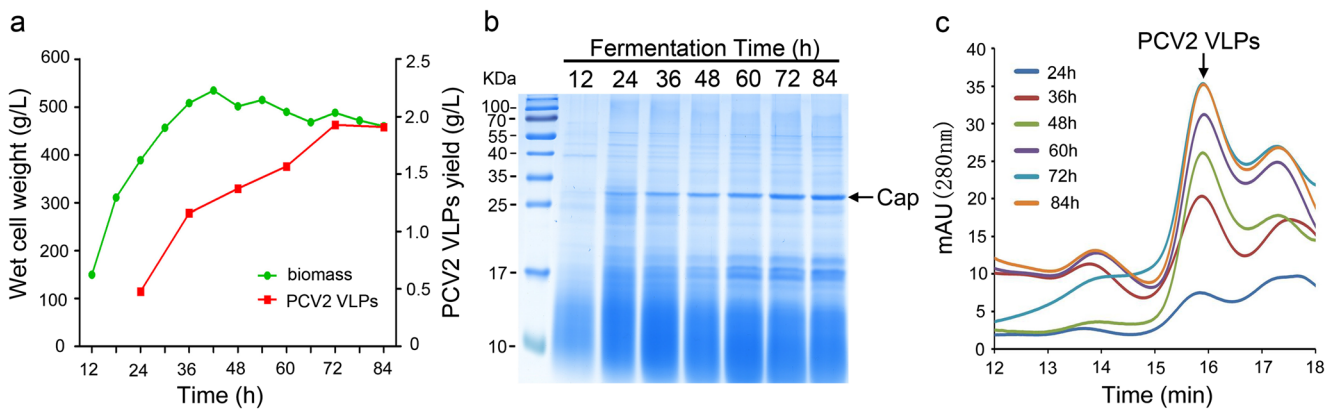 a
Wet cell weight (g/L)
600
500
400
300
200
100
0
12
24
36
48
60
72
84
Time (h)
biomass
PCV2 VLPs
2.5
2.0
1.5
1.0
0.5
0
PCV2 VLPs yield (g/L)
b
Fermentation Time (h)
KDa
12 24 36 48 60 72 84
100-
70-
55-
40-
35-
25-
17-
10-
Cap
c
PCV2 VLPs
mAU (280nm)
40
35
30
25
20
15
10
5
0
24h
36h
48h
60h
72h
84h
12 13 14 15 16 17 18
Time (min)